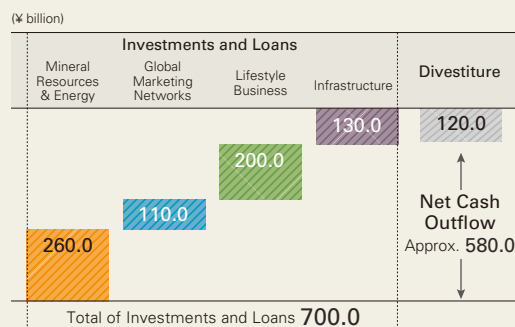 (¥ billion)
Investments and Loans
Mineral
Resources
& Energy
Global
Marketing
Networks
Lifestyle
Business
Infrastructure
Divestiture
260.0
110.0
200.0
130.0
120.0
Net Cash
Outflow
Approx. 580.0
Total of Investments and Loans 700.0